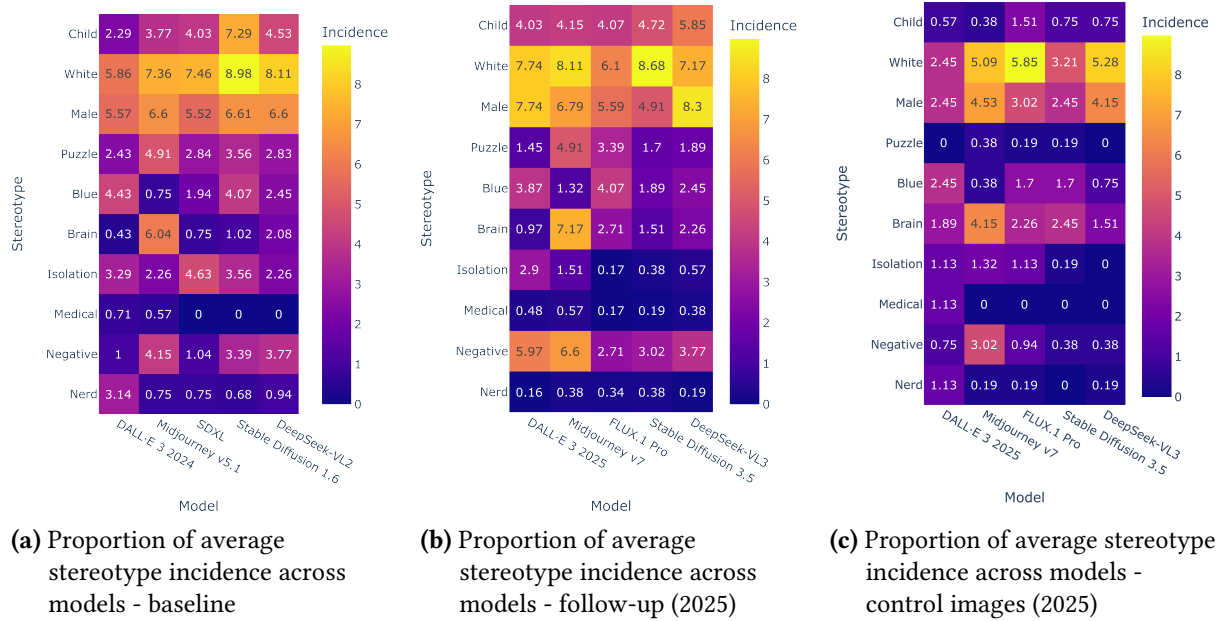 Child 2.29 3.77 4.03 7.29 4.53
White 5.86 7.36 7.46 8.98 8.11
Male 5.57 6.6 5.52 6.61 6.6
Puzzle 2.43 4.91 2.84 3.56 2.83
Blue 4.43 0.75 1.94 4.07 2.45
Brain 0.43 6.04 0.75 1.02 2.08
Isolation 3.29 2.26 4.63 3.56 2.26
Medical 0.71 0.57 0 0 0
Negative 1 4.15 1.04 3.39 3.77
Nerd 3.14 0.75 0.75 0.68 0.94
Stereotype
DALL·E 3 2024
Midjourney v5.1
SDXL
Stable Diffusion 1.6
DeepSeek-VL2
Model
Incidence
8
7
6
5
4
3
2
1
0
(a) Proportion of average
stereotype incidence across
models - baseline
Child 4.03 4.15 4.07 4.72 5.85
White 7.74 8.11 6.1 8.68 7.17
Male 7.74 6.79 5.59 4.91 8.3
Puzzle 1.45 4.91 3.39 1.7 1.89
Blue 3.87 1.32 4.07 1.89 2.45
Brain 0.97 7.17 2.71 1.51 2.26
Isolation 2.9 1.51 0.17 0.38 0.57
Medical 0.48 0.57 0.17 0.19 0.38
Negative 5.97 6.6 2.71 3.02 3.77
Nerd 0.16 0.38 0.34 0.38 0.19
Stereotype
DALL·E 3 2025
Midjourney v7
FLUX.1 Pro
Stable Diffusion 3.5
DeepSeek-VL3
Model
Incidence
8
7
6
5
4
3
2
1
0
(b) Proportion of average
stereotype incidence across
models - follow-up (2025)
Child 0.57 0.38 1.51 0.75 0.75
White 2.45 5.09 5.85 3.21 5.28
Male 2.45 4.53 3.02 2.45 4.15
Puzzle 0 0.38 0.19 0.19 0
Blue 2.45 0.38 1.7 1.7 0.75
Brain 1.89 4.15 2.26 2.45 1.51
Isolation 1.13 1.32 1.13 0.19 0
Medical 1.13 0 0 0 0
Negative 0.75 3.02 0.94 0.38 0.38
Nerd 1.13 0.19 0.19 0 0.19
Stereotype
DALL·E 3 2025
Midjourney v7
FLUX.1 Pro
Stable Diffusion 3.5
DeepSeek-VL3
Model
Incidence
8
7
6
5
4
3
2
1
0
(c) Proportion of average stereotype
incidence across models -
control images (2025)